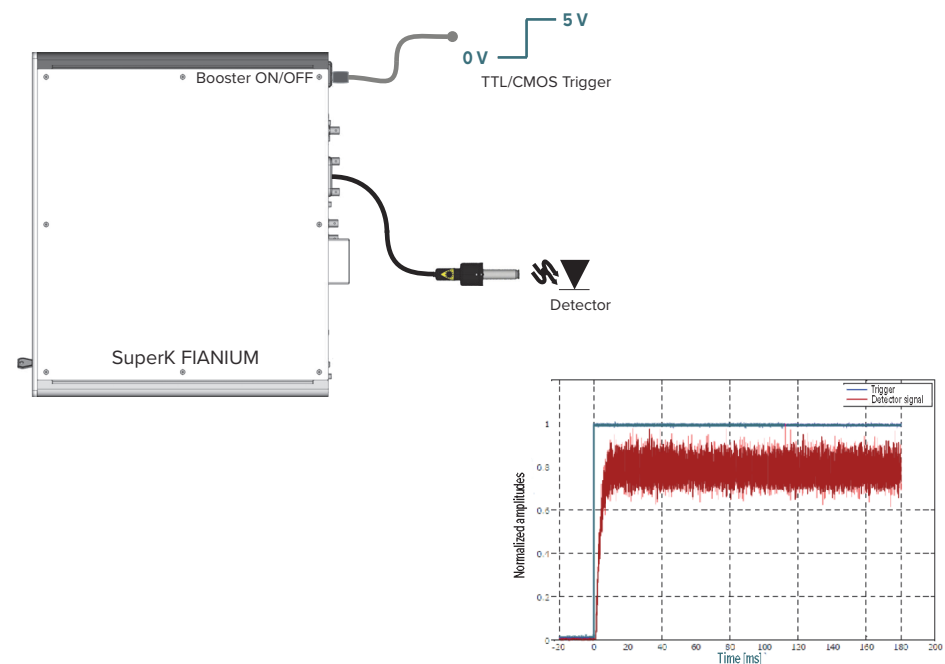 5 V
0 V
Booster ON/OFF
TTL/CMOS Trigger
Detector
SuperK FIANIUM
Trigger
Detector signal
1
0.8
0.6
0.4
0.2
0
Normalized amplitudes
-20 0 20 40 60 80 100 120 140 160 180 200
Time [ms]